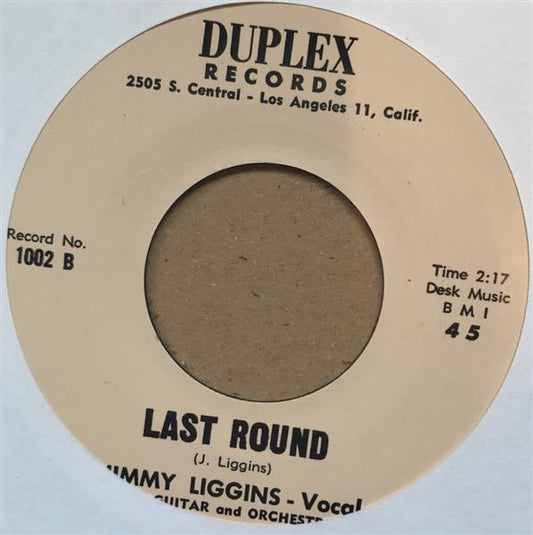 DUPLEX
RECORDS
2505 S. Central - Los Angeles 11, Calif.
Record No.
1002 B
Time 2:17
Desk Music
B M I
45
LAST ROUND
(J. Liggins)
JIMMY LIGGINS - Vocal
GUITAR and ORCHEST